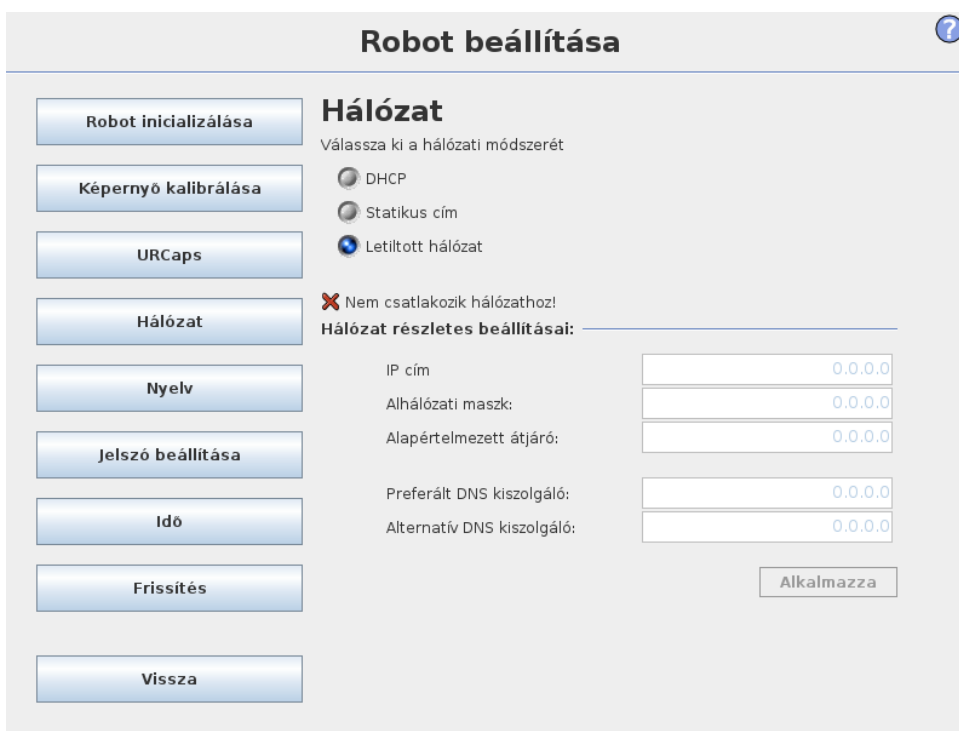 Robot beállítása
?
Robot inicializálása
Képernyő kalibrálása
URCaps
Hálózat
Nyelv
Jelszó beállítása
Idő
Frissítés
Vissza
Hálózat
Válassza ki a hálózati módszerét
DHCP
Statikus cím
Letiltott hálózat
Nem csatlakozik hálózathoz!
Hálózat részletes beállításai:
IP cím 0.0.0.0
Alhálózati maszk: 0.0.0.0
Alapértelmezett átjáró: 0.0.0.0
Preferált DNS kiszolgáló: 0.0.0.0
Alternatív DNS kiszolgáló: 0.0.0.0
Alkalmazza